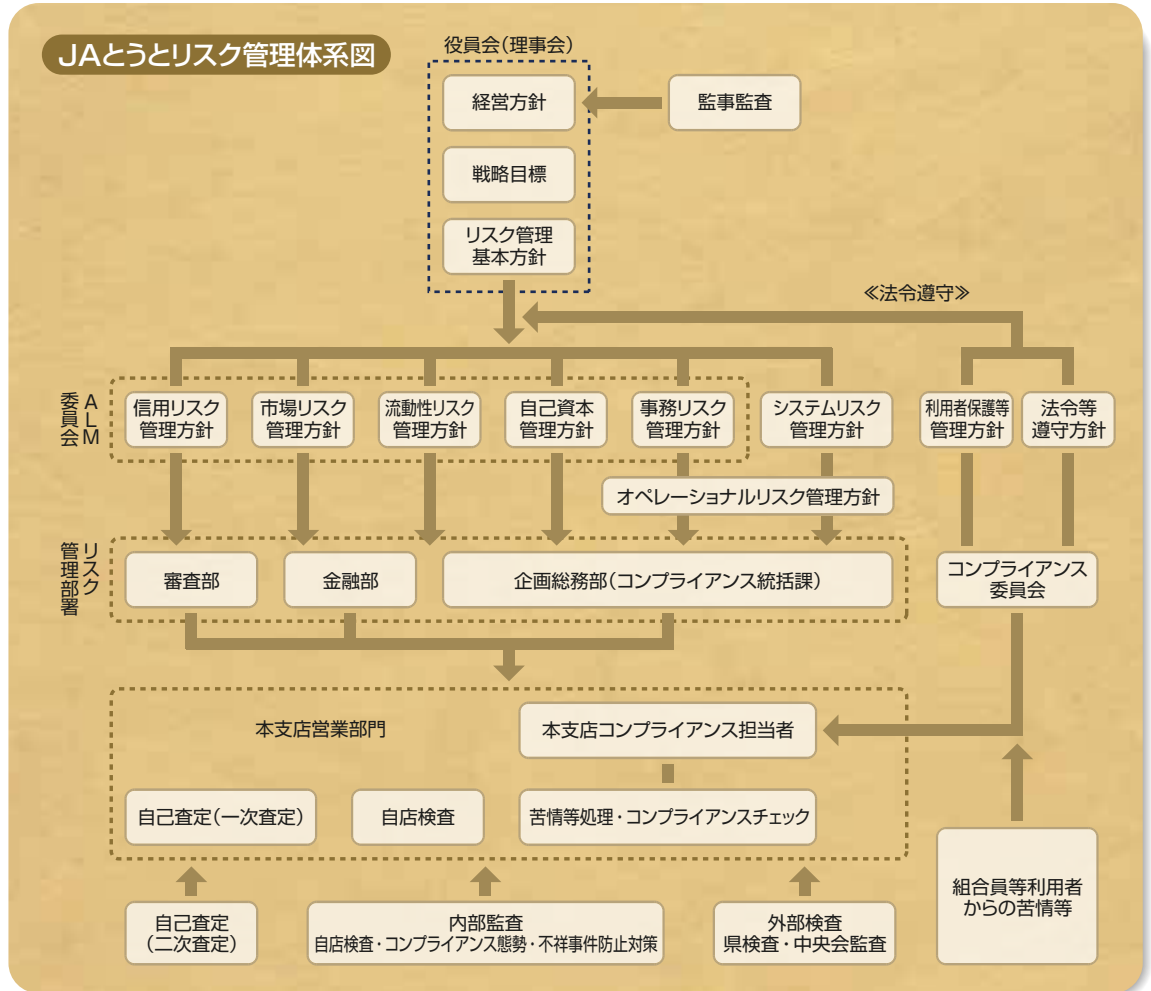 JAとうとリスク管理体系図
役員会(理事会)
経営方針
監事監査
戦略目標
リスク管理
基本方針
≪法令遵守≫
ALM
委員会
信用リスク
管理方針
市場リスク
管理方針
流動性リスク
管理方針
自己資本
管理方針
事務リスク
管理方針
システムリスク
管理方針
利用者保護等
管理方針
法令等
遵守方針
オペレーショナルリスク管理方針
リスク
管理部署
審査部
金融部
企画総務部(コンプライアンス統括課)
コンプライアンス
委員会
本支店営業部門
本支店コンプライアンス担当者
自己査定(一次査定)
自店検査
苦情等処理・コンプライアンスチェック
自己査定
(二次査定)
内部監査
自店検査・コンプライアンス態勢・不祥事件防止対策
外部検査
県検査・中央会監査
組合員等利用者
からの苦情等